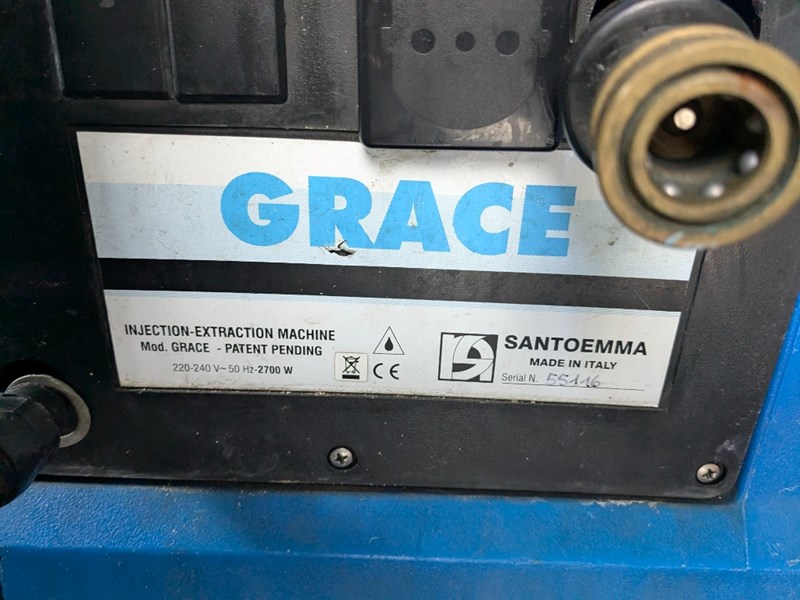 GRACE
INJECTION-EXTRACTION MACHINE
Mod. GRACE - PATENT PENDING
220-240 V~50 Hz-2700 W
CE
SANTOEMMA
MADE IN ITALY
Serial N. 55116